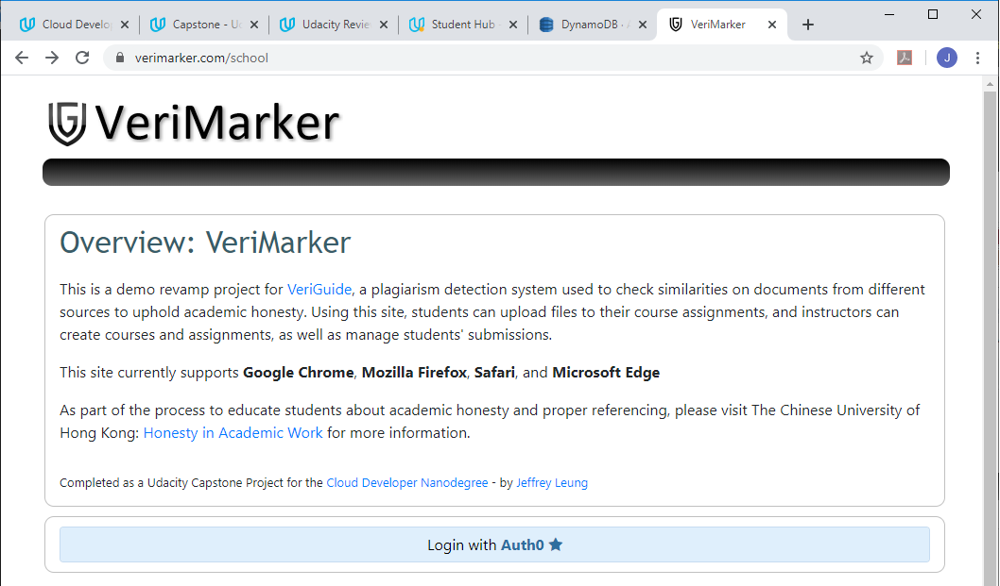 Cloud Develo
Capstone - U
Udacity Revie
Student Hub -
DynamoDB ·
VeriMarker
verimarker.com/school
J
VeriMarker
Overview: VeriMarker
This is a demo revamp project for VeriGuide, a plagiarism detection system used to check similarities on documents from different
sources to uphold academic honesty. Using this site, students can upload files to their course assignments, and instructors can
create courses and assignments, as well as manage students' submissions.
This site currently supports Google Chrome, Mozilla Firefox, Safari, and Microsoft Edge
As part of the process to educate students about academic honesty and proper referencing, please visit The Chinese University of
Hong Kong: Honesty in Academic Work for more information.
Completed as a Udacity Capstone Project for the Cloud Developer Nanodegree - by Jeffrey Leung
Login with Auth0